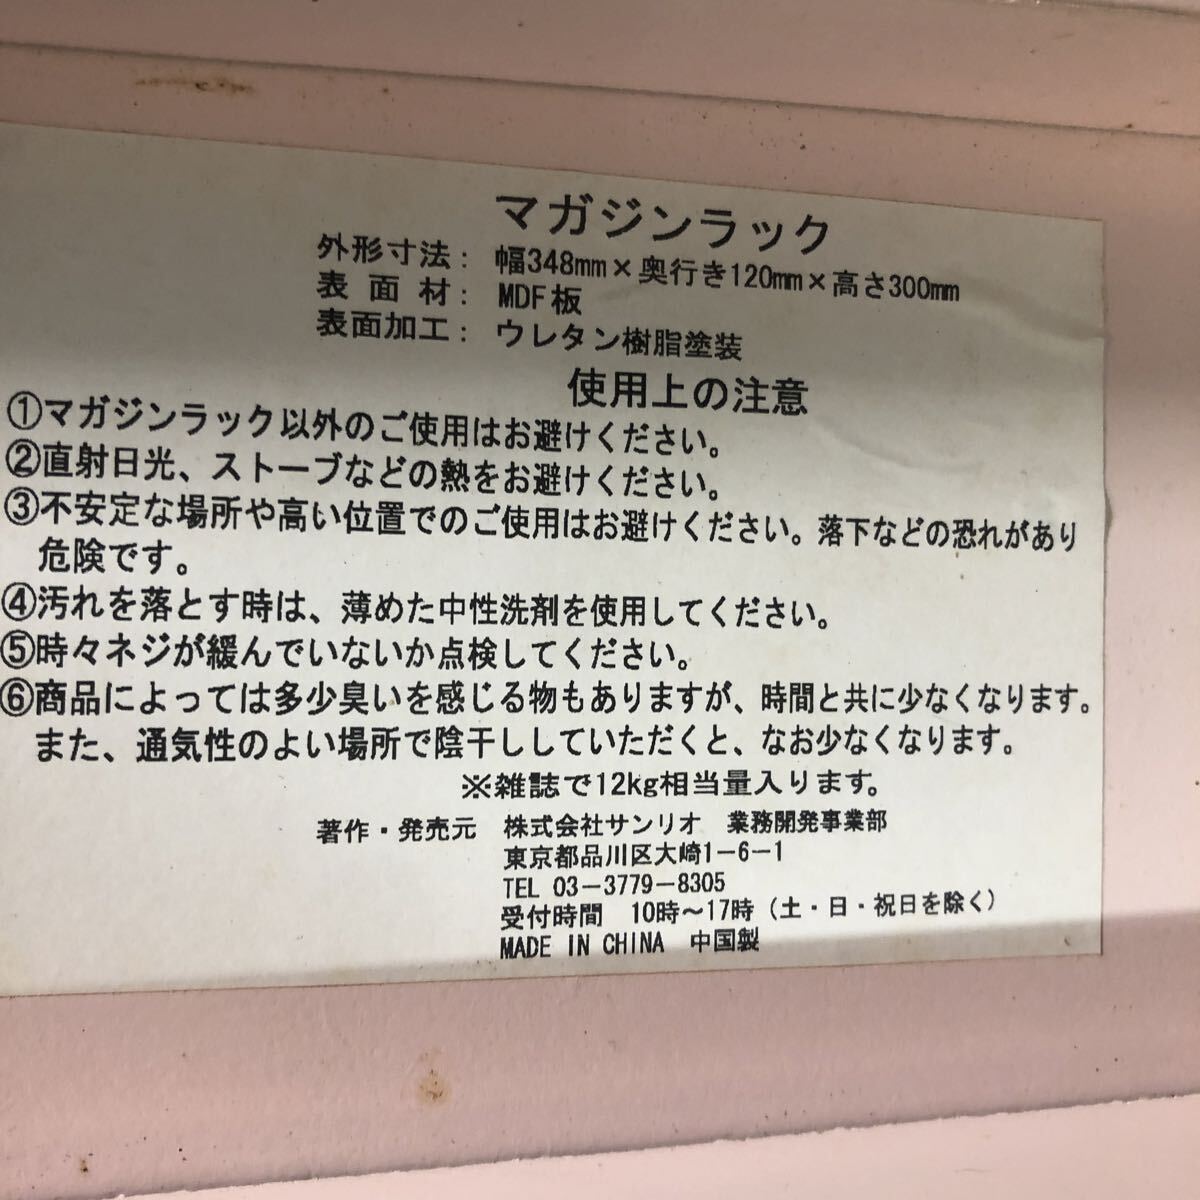 マガジンラック
外形寸法： 幅348mm×奥行き120mm×高さ300mm
表 面 材： MDF板
表面加工： ウレタン樹脂塗装
使用上の注意
①マガジンラック以外のご使用はお避けください。
②直射日光、ストーブなどの熱をお避けください。
③不安定な場所や高い位置でのご使用はお避けください。落下などの恐れがあり
危険です。
④汚れを落とす時は、薄めた中性洗剤を使用してください。
⑤時々ネジが緩んでいないか点検してください。
⑥商品によっては多少臭いを感じる物もありますが、時間と共に少なくなります。
また、通気性のよい場所で陰干ししていただくと、なお少なくなります。
※雑誌で12kg相当量入ります。
著作・発売元 株式会社サンリオ 業務開発事業部
東京都品川区大崎1−6−1
TEL 03−3779−8305
受付時間 10時～17時（土・日・祝日を除く）
MADE IN CHINA 中国製